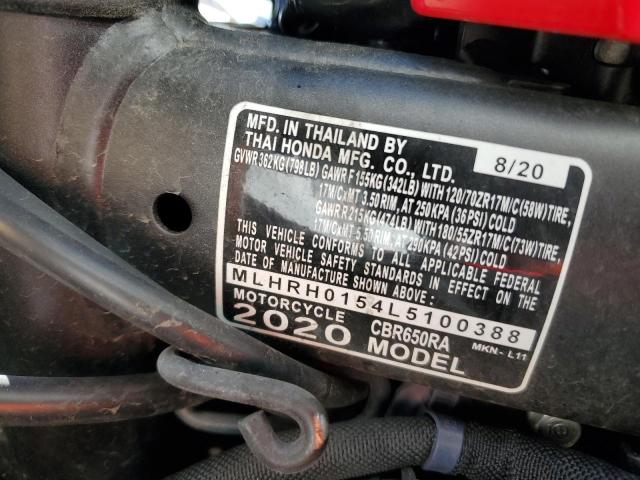 MFD. IN THAILAND BY
THAI HONDA MFG. CO., LTD. 8/20
GVWR 362KG(798LB) GAWR F 155KG(342LB) WITH 120/70ZR17M/C(58W)TIRE,
17M/CxMT 3.50 RIM, AT 250KPA (36PSI) COLD
GAWR R 215KG(474LB) WITH 180/55ZR17M/C(73W)TIRE,
17M/CxMT 5.50 RIM, AT 290KPA (42PSI) COLD
THIS VEHICLE CONFORMS TO ALL APPLICABLE FEDERAL
MOTOR VEHICLE SAFETY STANDARDS IN EFFECT ON THE
DATE OF MANUFACTURE SHOWN ABOVE:
MLHRH0154L5100388
MOTORCYCLE CBR650RA MKN-L11
2020 MODEL